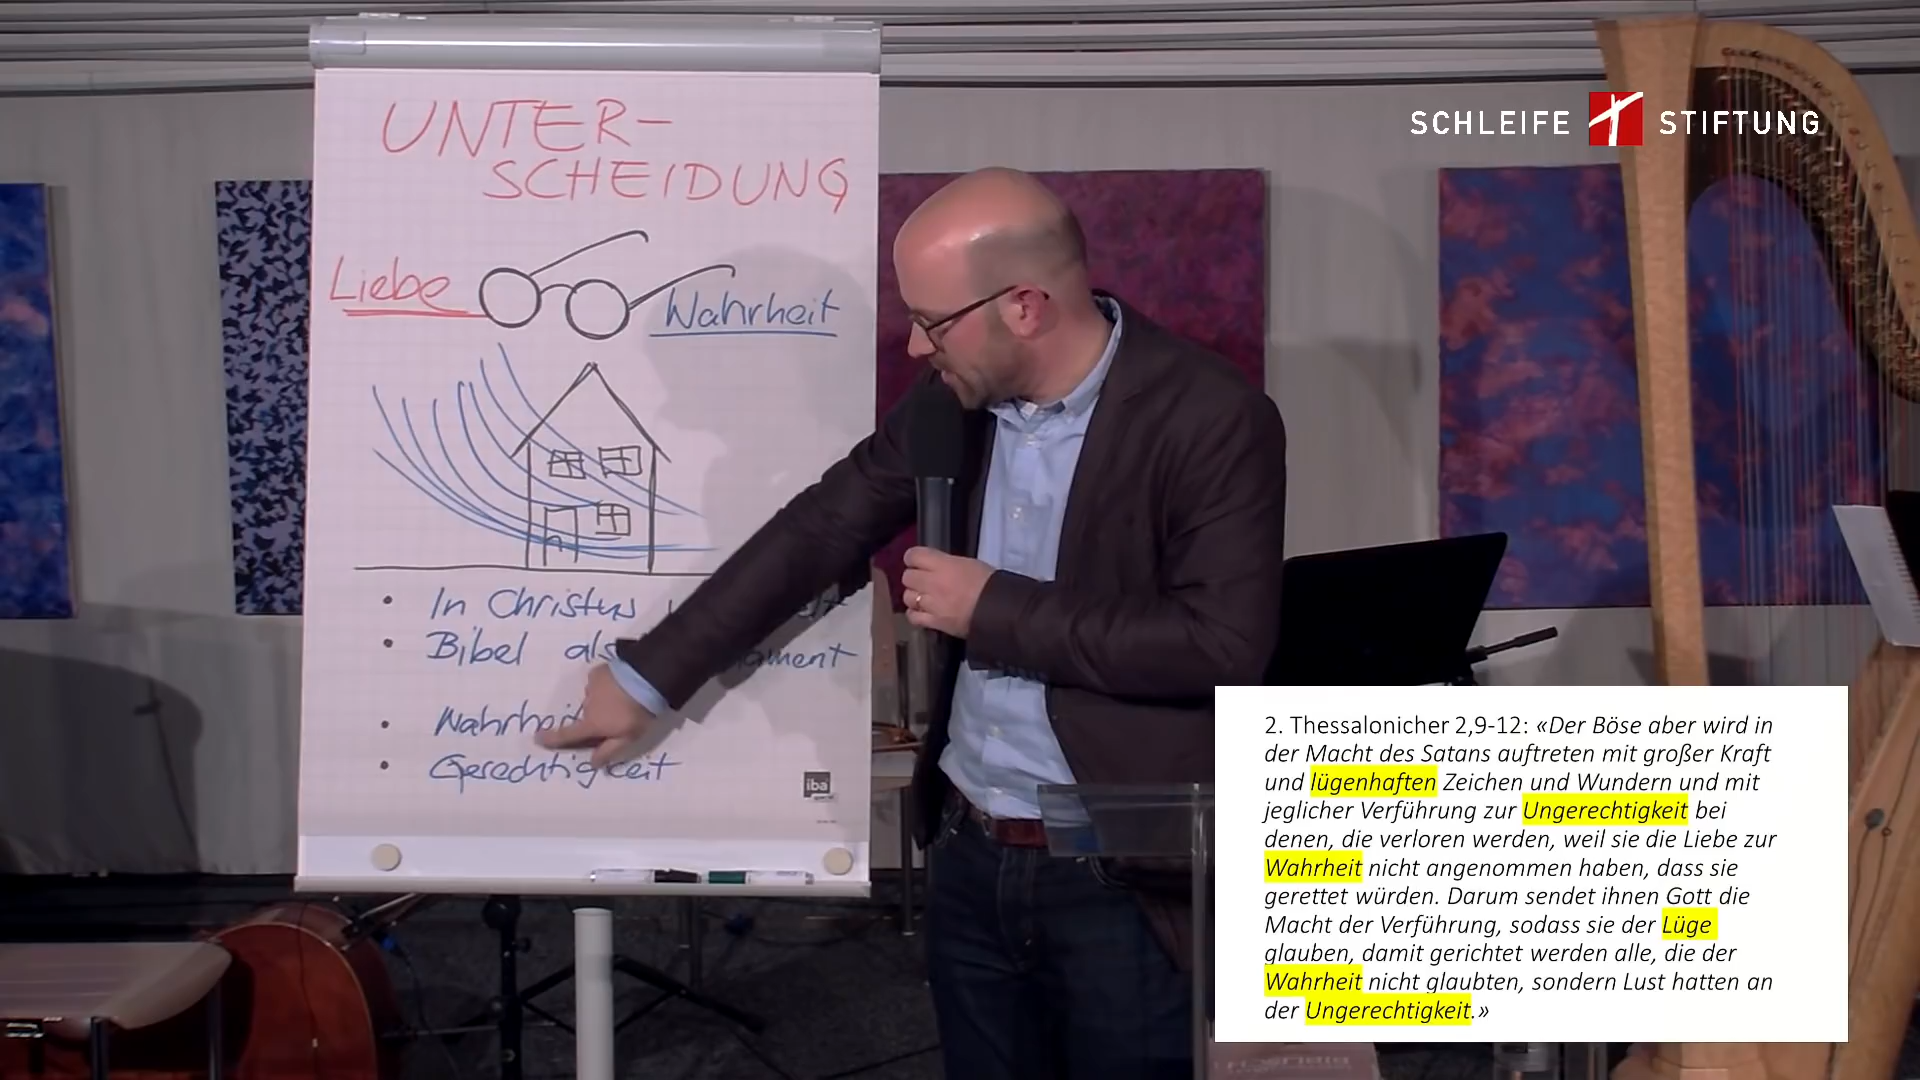 SCHLEIFE STIFTUNG
UNTER-
SCHEIDUNG
Liebe
Wahrheit
In Christus
Bibel als
Wahrheit
Gerechtigkeit
iba
2. Thessalonicher 2,9-12: «Der Böse aber wird in
der Macht des Satans auftreten mit großer Kraft
und lügenhaften Zeichen und Wundern und mit
jeglicher Verführung zur Ungerechtigkeit bei
denen, die verloren werden, weil sie die Liebe zur
Wahrheit nicht angenommen haben, dass sie
gerettet würden. Darum sendet ihnen Gott die
Macht der Verführung, sodass sie der Lüge
glauben, damit gerichtet werden alle, die der
Wahrheit nicht glaubten, sondern Lust hatten an
der Ungerechtigkeit.»